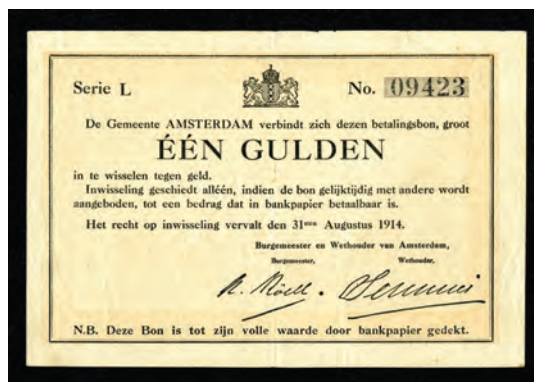 Serie L No. 09423
De Gemeente AMSTERDAM verbindt zich dezen betalingsbon, groot
ÉÉN GULDEN
in te wisselen tegen geld.
Inwisseling geschiedt alléén, indien de bon gelijktijdig met andere wordt
aangeboden, tot een bedrag dat in bankpapier betaalbaar is.
Het recht op inwisseling vervalt den 31sten Augustus 1914.
Burgemeester en Wethouder van Amsterdam,
Burgemeester, Wethouder,
N.B. Deze Bon is tot zijn volle waarde door bankpapier gedekt.